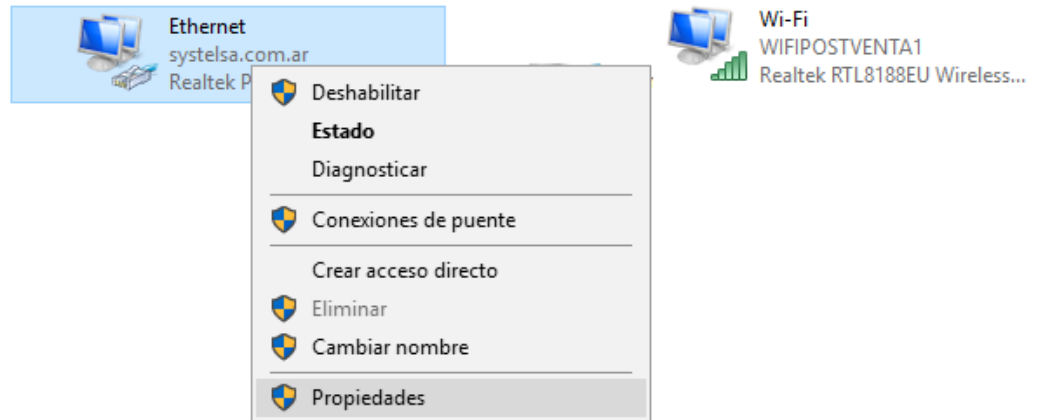 Ethernet
systelsa.com.ar
Realtek P
Wi-Fi
WIFIPOSTVENTA1
Realtek RTL8188EU Wireless...
Deshabilitar
Estado
Diagnosticar
Conexiones de puente
Crear acceso directo
Eliminar
Cambiar nombre
Propiedades